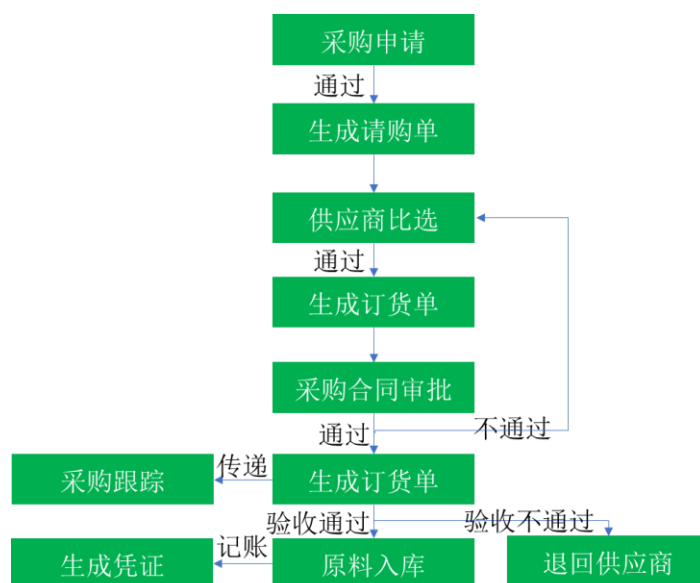 采购申请
通过
生成请购单
供应商比选
通过
生成订货单
采购合同审批
通过
不通过
采购跟踪
传递
生成订货单
验收通过
验收不通过
生成凭证
记账
原料入库
退回供应商